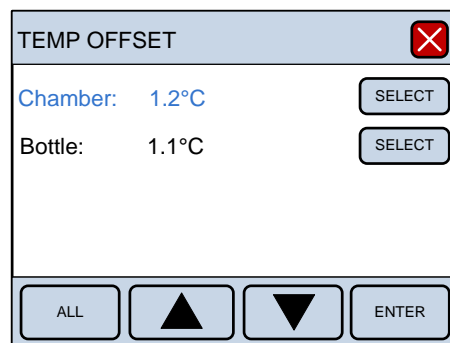 TEMP OFFSET
Chamber: 1.2°C SELECT
Bottle: 1.1°C SELECT
ALL ENTER